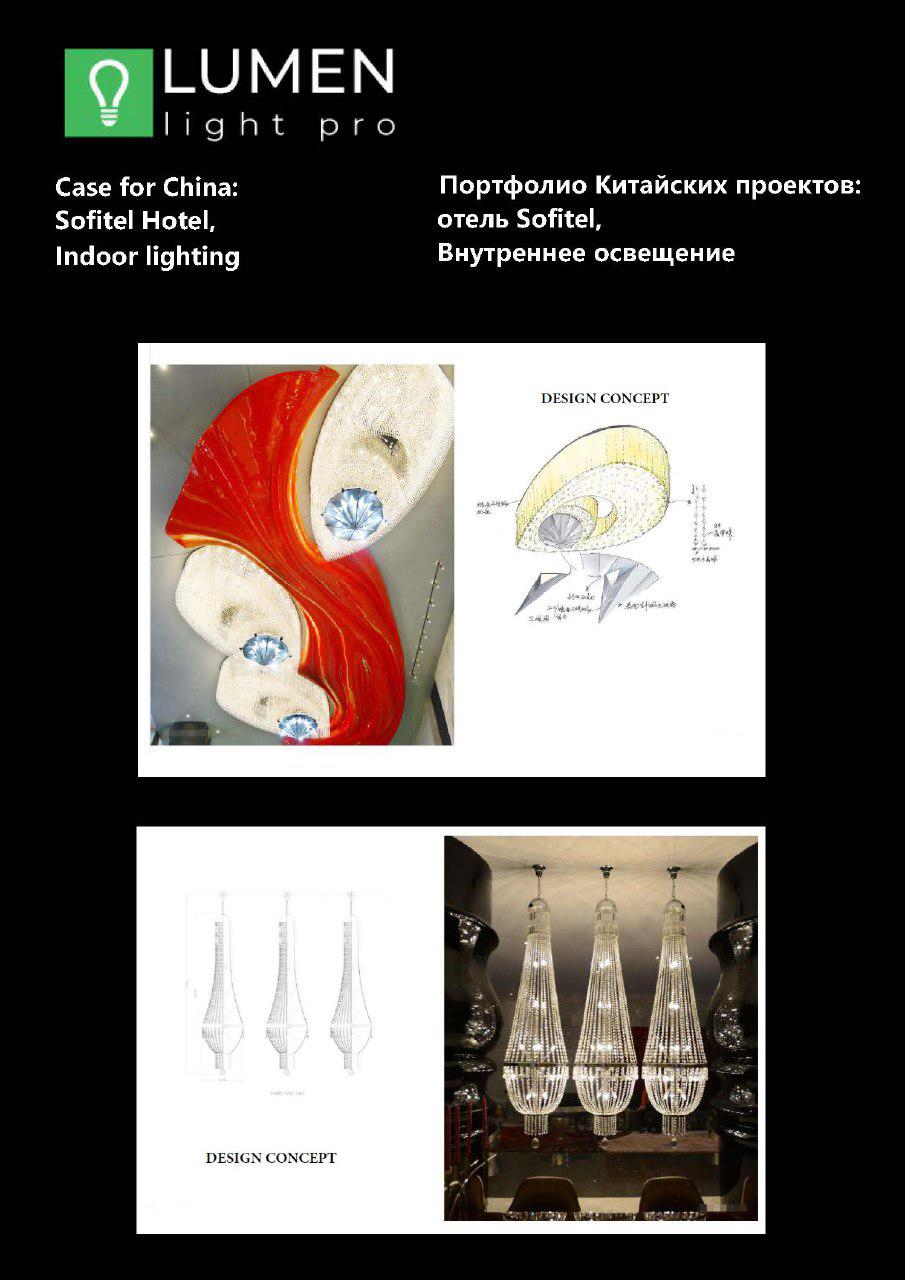 LUMEN
light pro
Case for China:
Sofitel Hotel,
Indoor lighting
Портфолио Китайских проектов:
отель Sofitel,
Внутреннее освещение
DESIGN CONCEPT
DESIGN CONCEPT